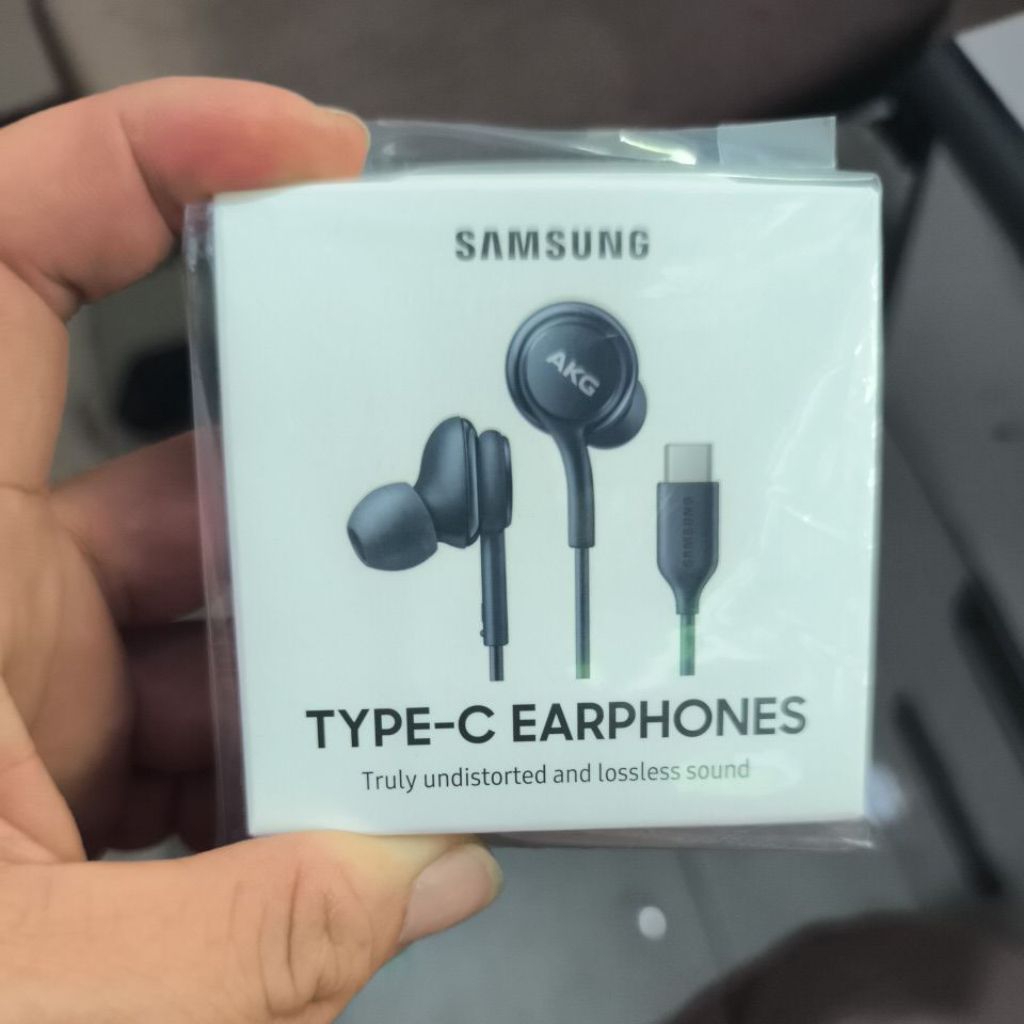 SAMSUNG
AKG
SAMSUNG
TYPE-C EARPHONES
Truly undistorted and lossless sound